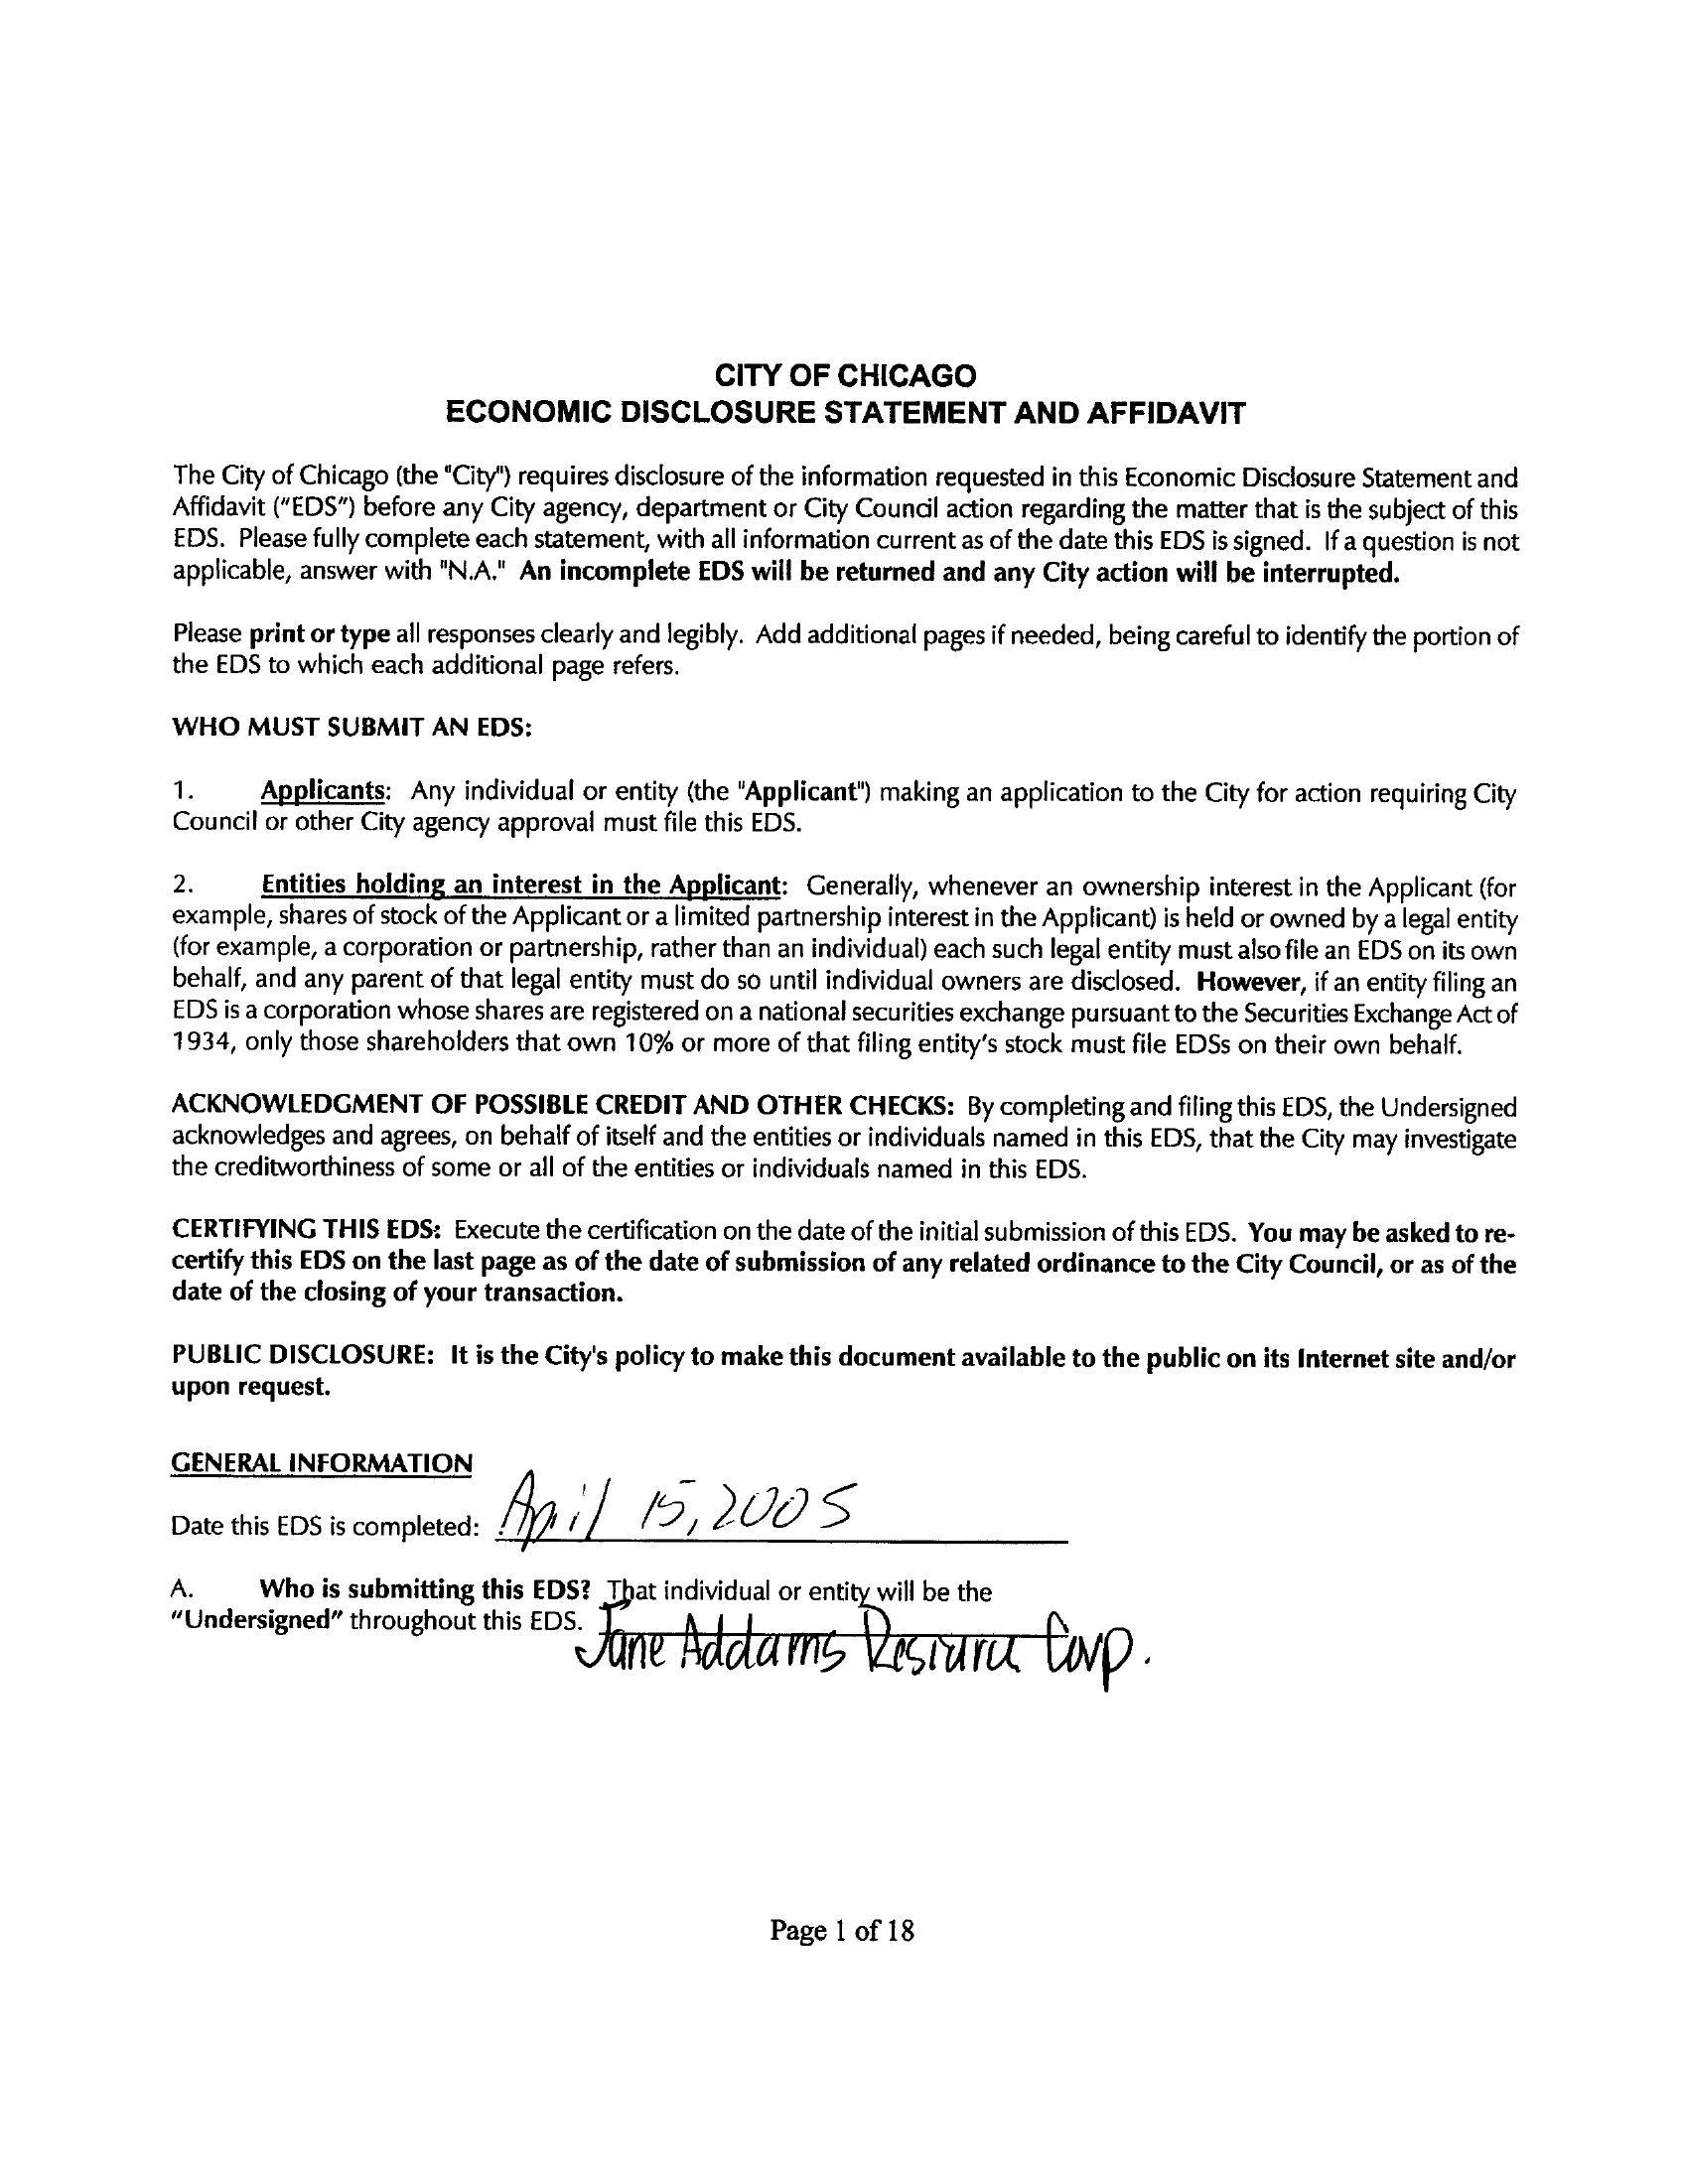 CITY OF CHICAGO
ECONOMIC DISCLOSURE STATEMENT AND AFFIDAVIT
The City of Chicago (the "City") requires disclosure of the information requested in this Economic Disclosure Statement and
Affidavit ("EDS") before any City agency, department or City Council action regarding the matter that is the subject of this
EDS. Please fully complete each statement, with all information current as of the date this EDS is signed. If a question is not
applicable, answer with "N.A." An incomplete EDS will be returned and any City action will be interrupted.
Please print or type all responses clearly and legibly. Add additional pages if needed, being careful to identify the portion of
the EDS to which each additional page refers.
WHO MUST SUBMIT AN EDS:
1. Applicants: Any individual or entity (the "Applicant") making an application to the City for action requiring City
Council or other City agency approval must file this EDS.
2. Entities holding an interest in the Applicant: Generally, whenever an ownership interest in the Applicant (for
example, shares of stock of the Applicant or a limited partnership interest in the Applicant) is held or owned by a legal entity
(for example, a corporation or partnership, rather than an individual) each such legal entity must also file an EDS on its own
behalf, and any parent of that legal entity must do so until individual owners are disclosed. However, if an entity filing an
EDS is a corporation whose shares are registered on a national securities exchange pursuant to the Securities Exchange Act of
1934, only those shareholders that own 10% or more of that filing entity's stock must file EDSs on their own behalf.
ACKNOWLEDGMENT OF POSSIBLE CREDIT AND OTHER CHECKS: By completing and filing this EDS, the Undersigned
acknowledges and agrees, on behalf of itself and the entities or individuals named in this EDS, that the City may investigate
the creditworthiness of some or all of the entities or individuals named in this EDS.
CERTIFYING THIS EDS: Execute the certification on the date of the initial submission of this EDS. You may be asked to re-
certify this EDS on the last page as of the date of submission of any related ordinance to the City Council, or as of the
date of the closing of your transaction.
PUBLIC DISCLOSURE: It is the City's policy to make this document available to the public on its Internet site and/or
upon request.
GENERAL INFORMATION
Date this EDS is completed: April 15, 2005
A. Who is submitting this EDS? That individual or entity will be the
"Undersigned" throughout this EDS. Jane Addams Resource Corp.
Page 1 of 18